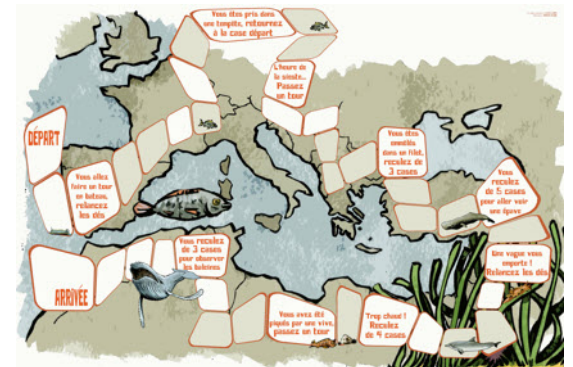 Vous êtes pris dans
une tempête, retournez
à la case départ
L'heure de
la sieste...
Passez
un tour
DÉPART
Vous allez
faire un tour
en bateau,
relancez
les dés
Vous êtes
emmêlés
dans un filet,
reculez de
3 cases
Vous
reculez
de 5 cases
pour aller voir
une épave
Vous reculez
de 3 cases
pour observer
les baleines
Une vague vous
emporte !
Relancez les dés
ARRIVÉE
Vous avez été
piqués par une vive,
passez un tour
Trop chaud !
Reculez
de 4 cases